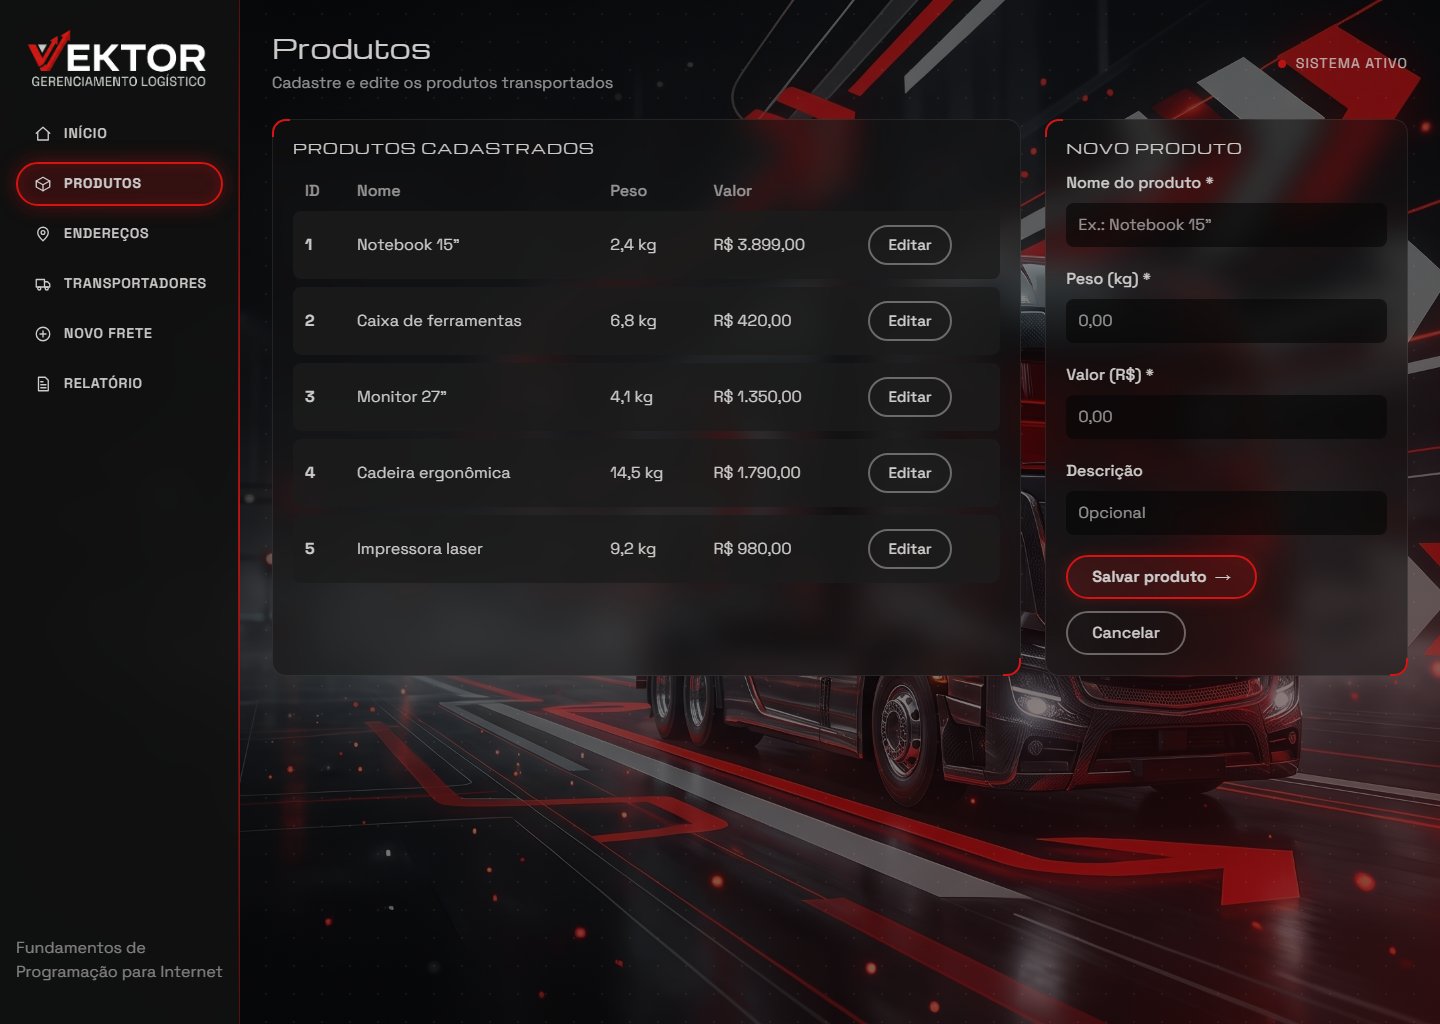 VEKTOR
GERENCIAMENTO LOGÍSTICO
INÍCIO
PRODUTOS
ENDEREÇOS
TRANSPORTADORES
NOVO FRETE
RELATÓRIO
Fundamentos de
Programação para Internet
Produtos
Cadastre e edite os produtos transportados
SISTEMA ATIVO
PRODUTOS CADASTRADOS
ID Nome Peso Valor
1 Notebook 15” 2,4 kg R$ 3.899,00 Editar
2 Caixa de ferramentas 6,8 kg R$ 420,00 Editar
3 Monitor 27” 4,1 kg R$ 1.350,00 Editar
4 Cadeira ergonômica 14,5 kg R$ 1.790,00 Editar
5 Impressora laser 9,2 kg R$ 980,00 Editar
NOVO PRODUTO
Nome do produto *
Ex.: Notebook 15”
Peso (kg) *
0,00
Valor (R$) *
0,00
Descrição
Opcional
Salvar produto →
Cancelar